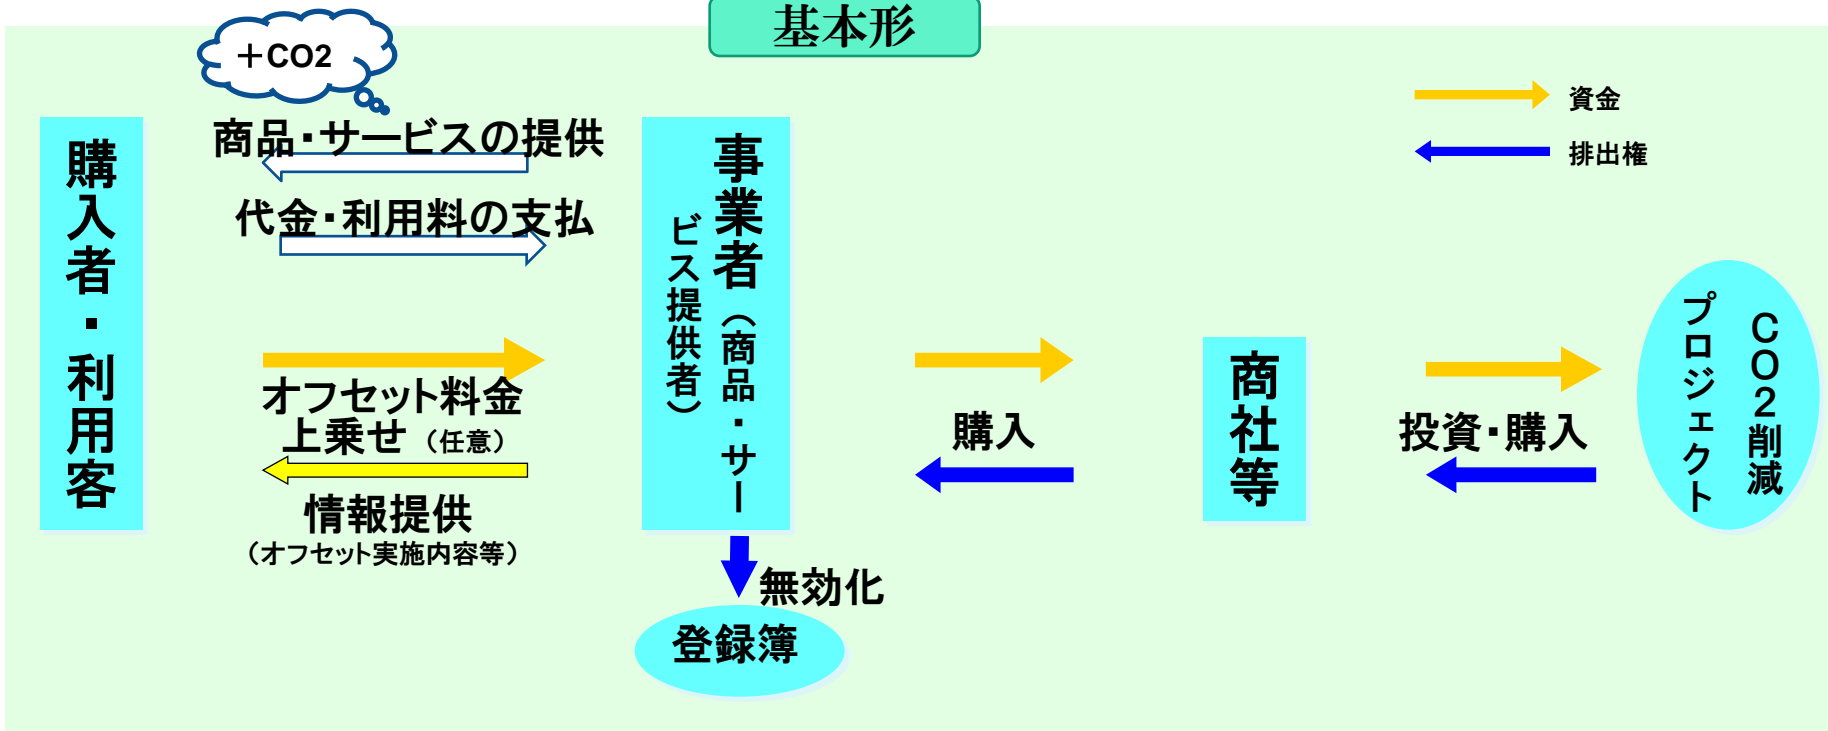 基本形
＋CO2
資金
排出権
購入者・利用客
商品・サービスの提供
代金・利用料の支払
オフセット料金
上乗せ（任意）
情報提供
（オフセット実施内容等）
事業者（商品・サー
ビス提供者）
無効化
登録簿
購入
商社等
投資・購入
ＣＯ２削減
プロジェクト